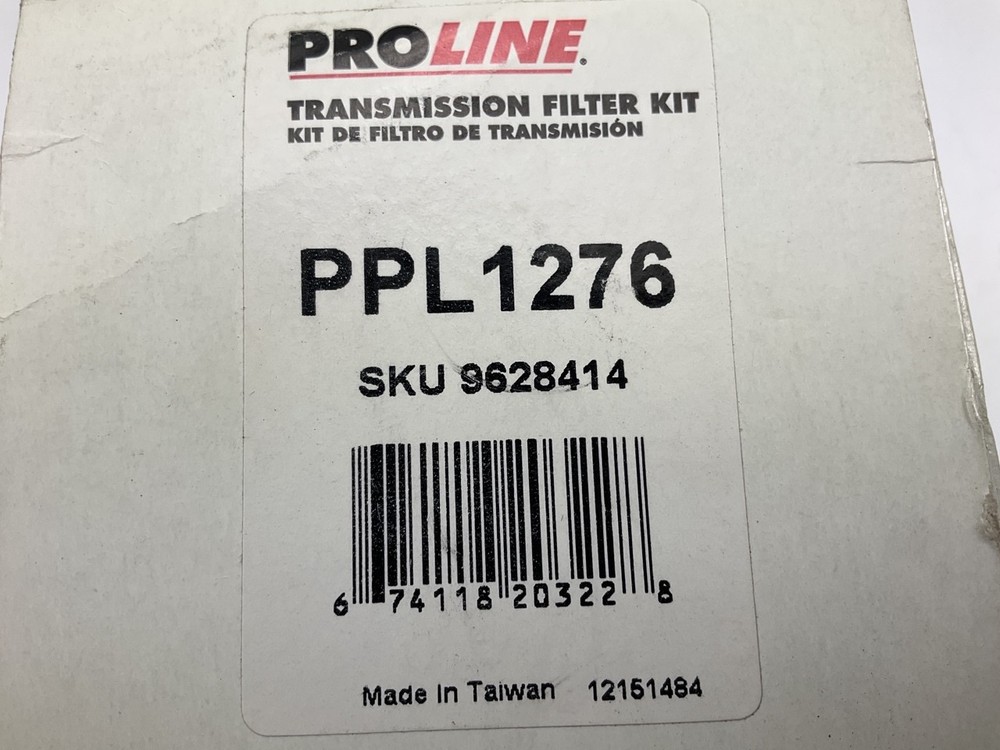 PROLINE®
TRANSMISSION FILTER KIT
KIT DE FILTRO DE TRANSMISIÓN
PPL1276
SKU 9628414
6 74118 20322 8
Made In Taiwan 12151484